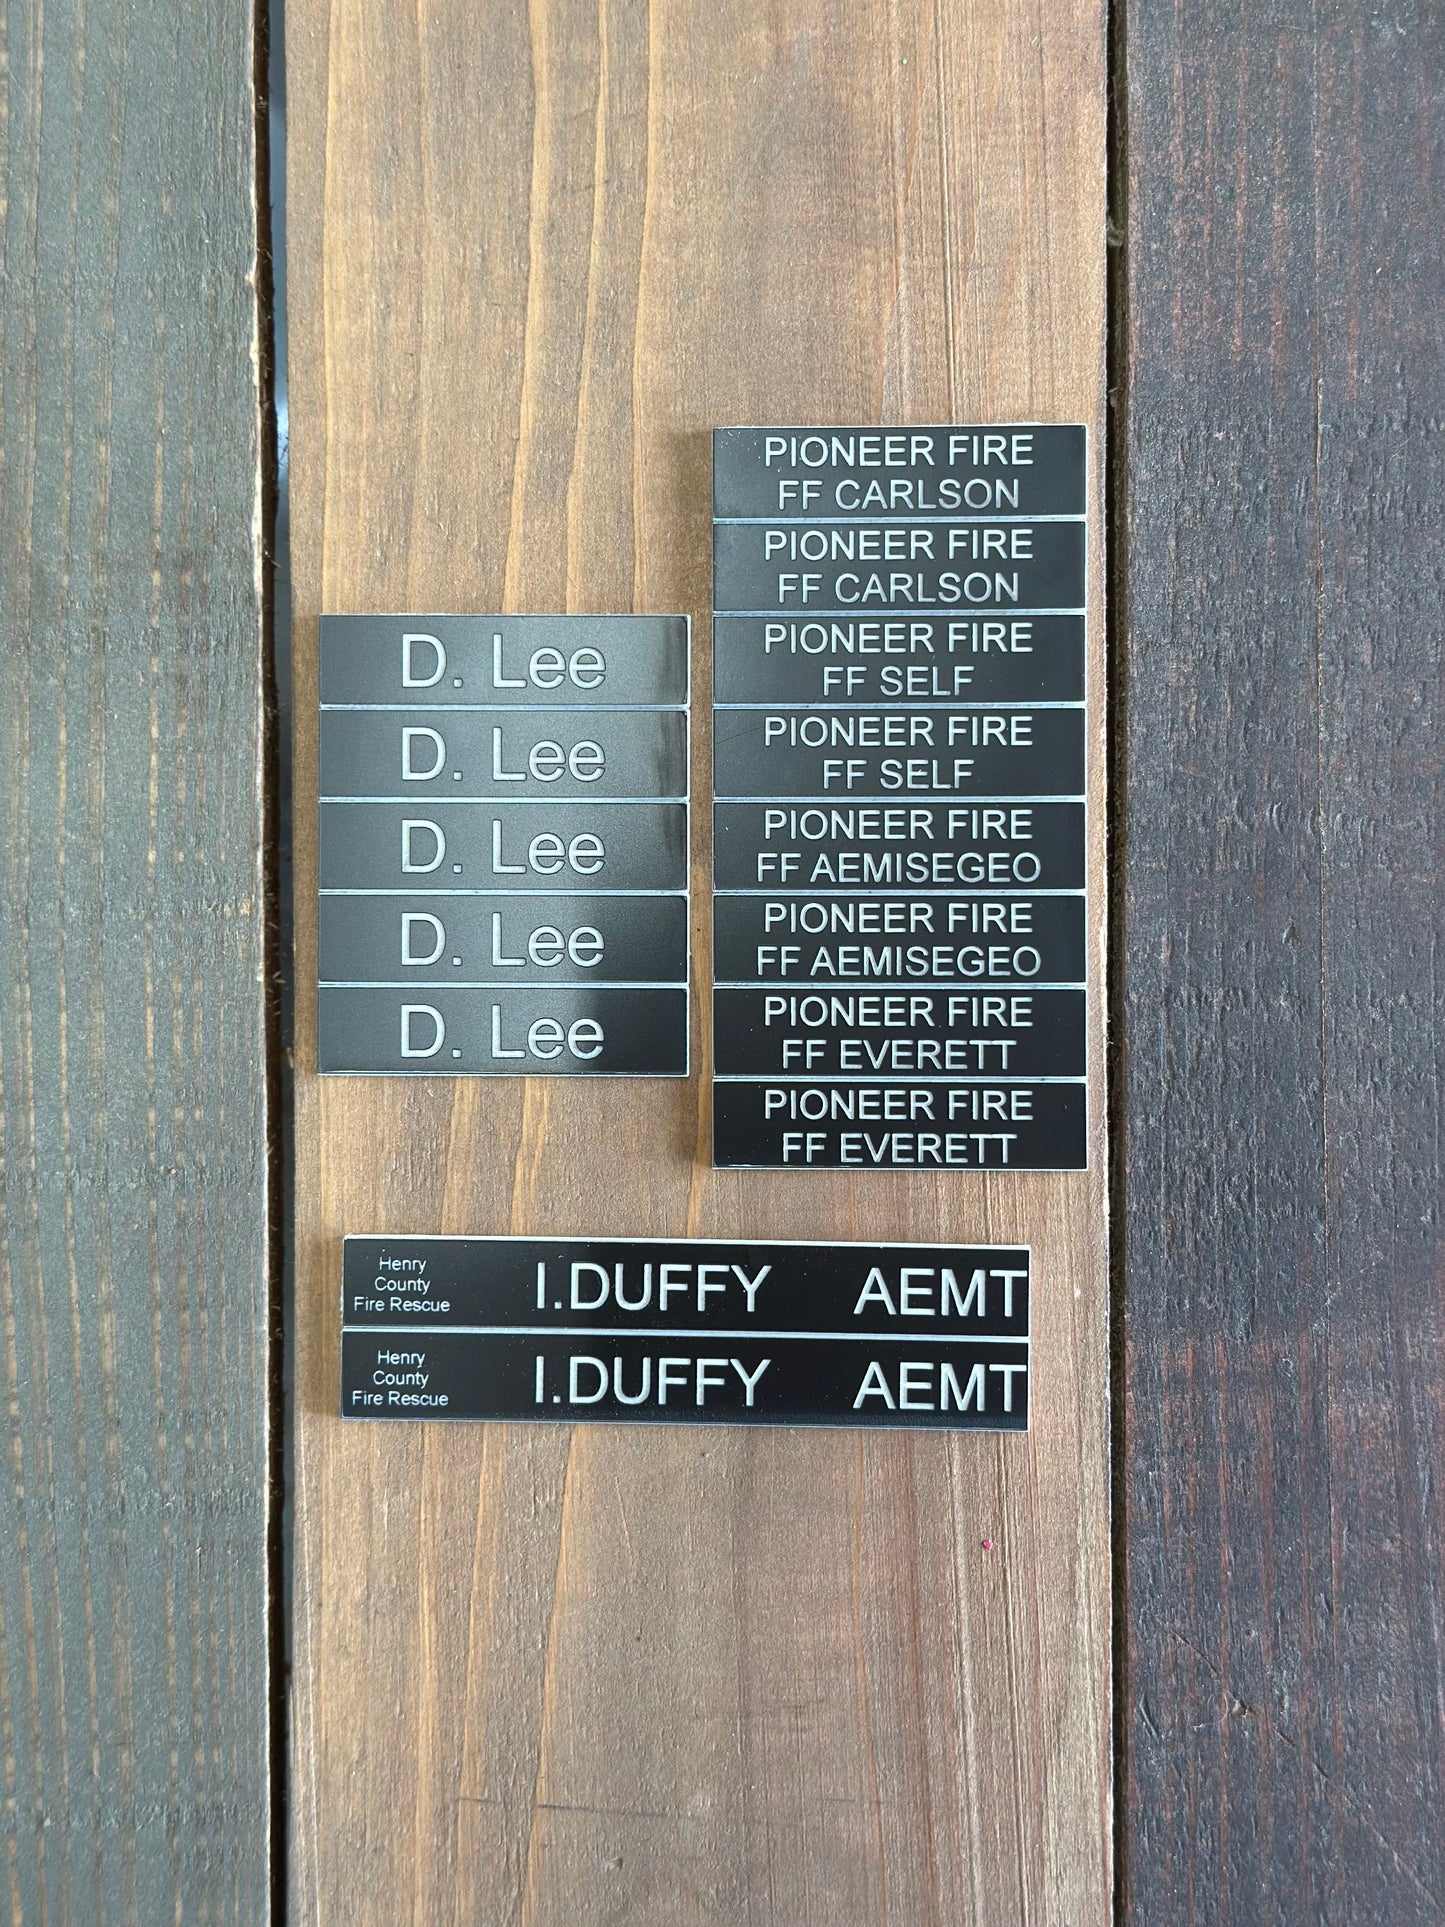 D. Lee
D. Lee
D. Lee
D. Lee
D. Lee
PIONEER FIRE
FF CARLSON
PIONEER FIRE
FF CARLSON
PIONEER FIRE
FF SELF
PIONEER FIRE
FF SELF
PIONEER FIRE
FF AEMISEGEO
PIONEER FIRE
FF AEMISEGEO
PIONEER FIRE
FF EVERETT
PIONEER FIRE
FF EVERETT
Henry
County
Fire Rescue
I.DUFFY AEMT
Henry
County
Fire Rescue
I.DUFFY AEMT